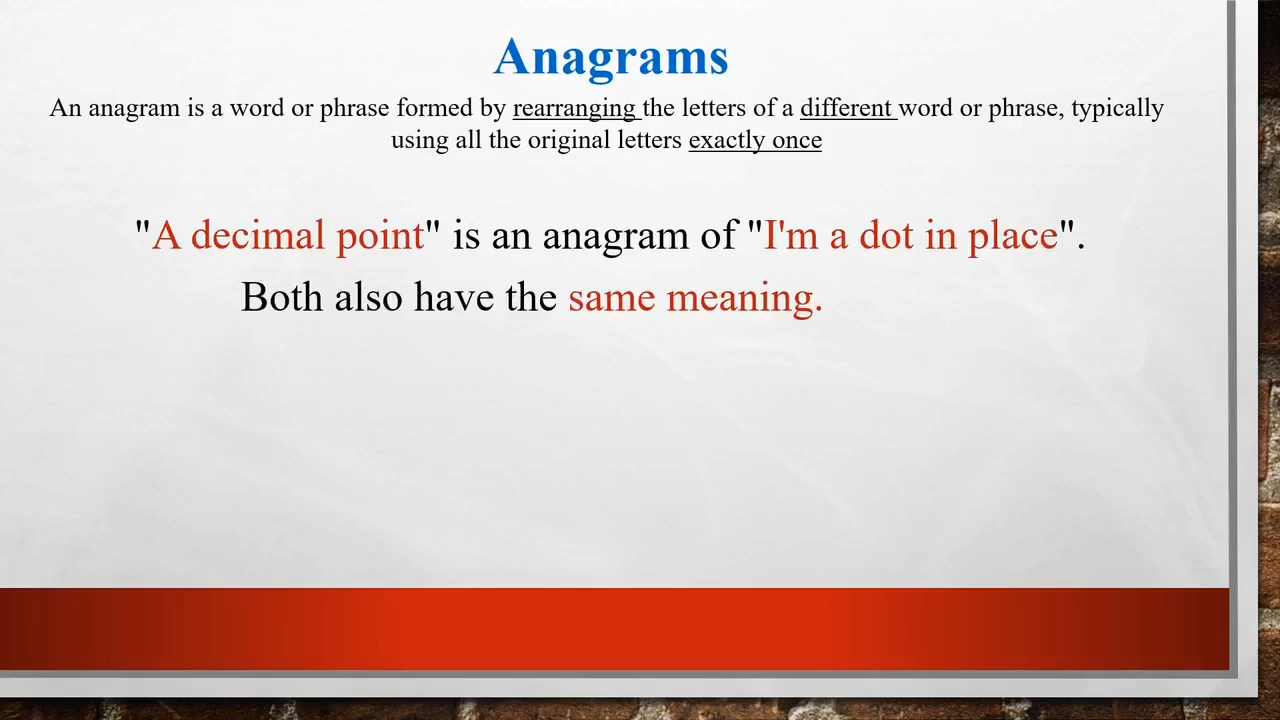 Anagrams
An anagram is a word or phrase formed by rearranging the letters of a different word or phrase, typically
using all the original letters exactly once
"A decimal point" is an anagram of "I'm a dot in place".
Both also have the same meaning.